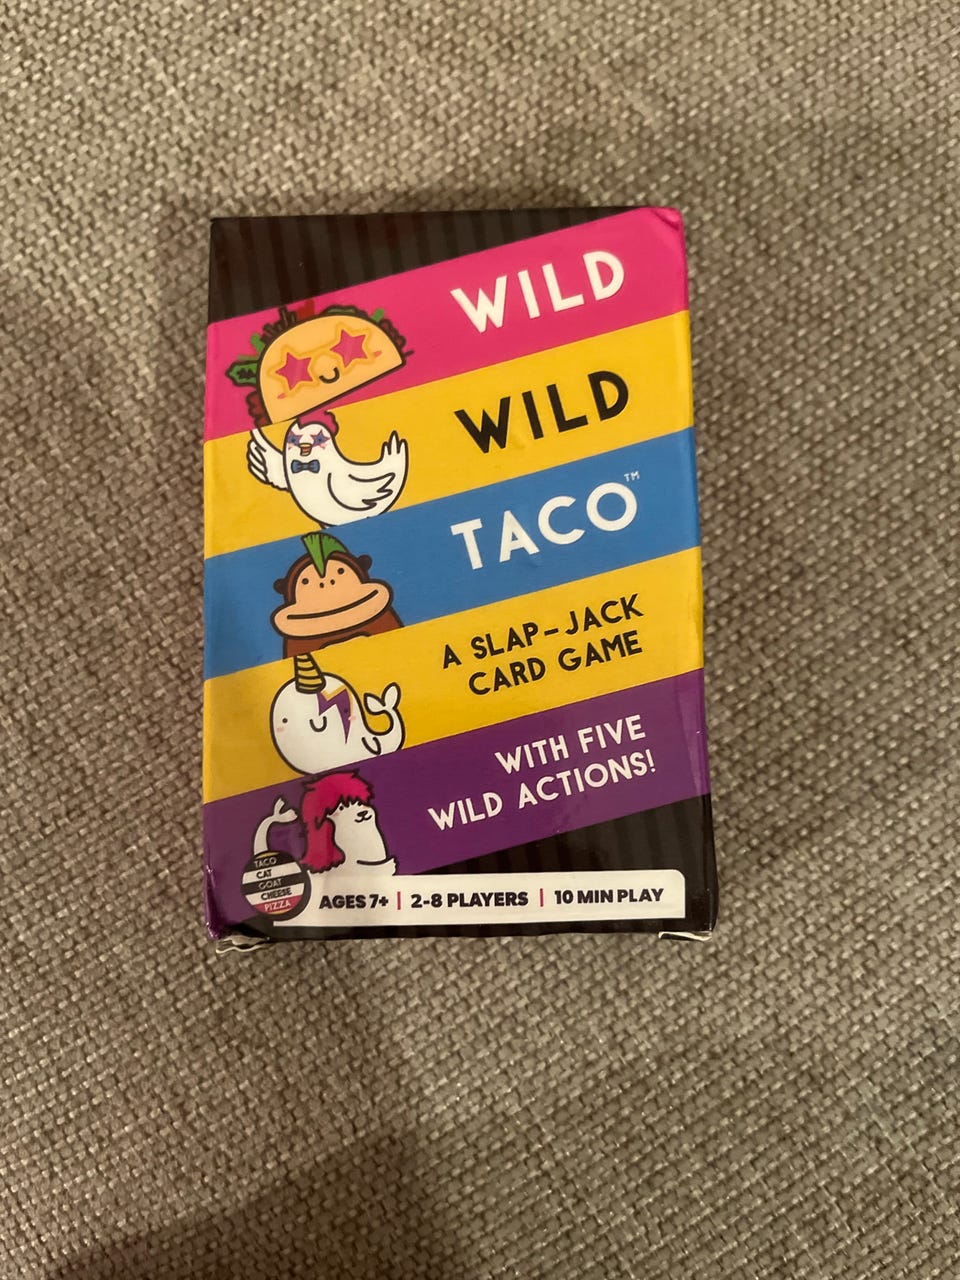 WILD
WILD
TACO™
A SLAP-JACK
CARD GAME
WITH FIVE
WILD ACTIONS!
TACO
CAT
GOAT
CHEESE
PIZZA
AGES 7+ | 2-8 PLAYERS | 10 MIN PLAY